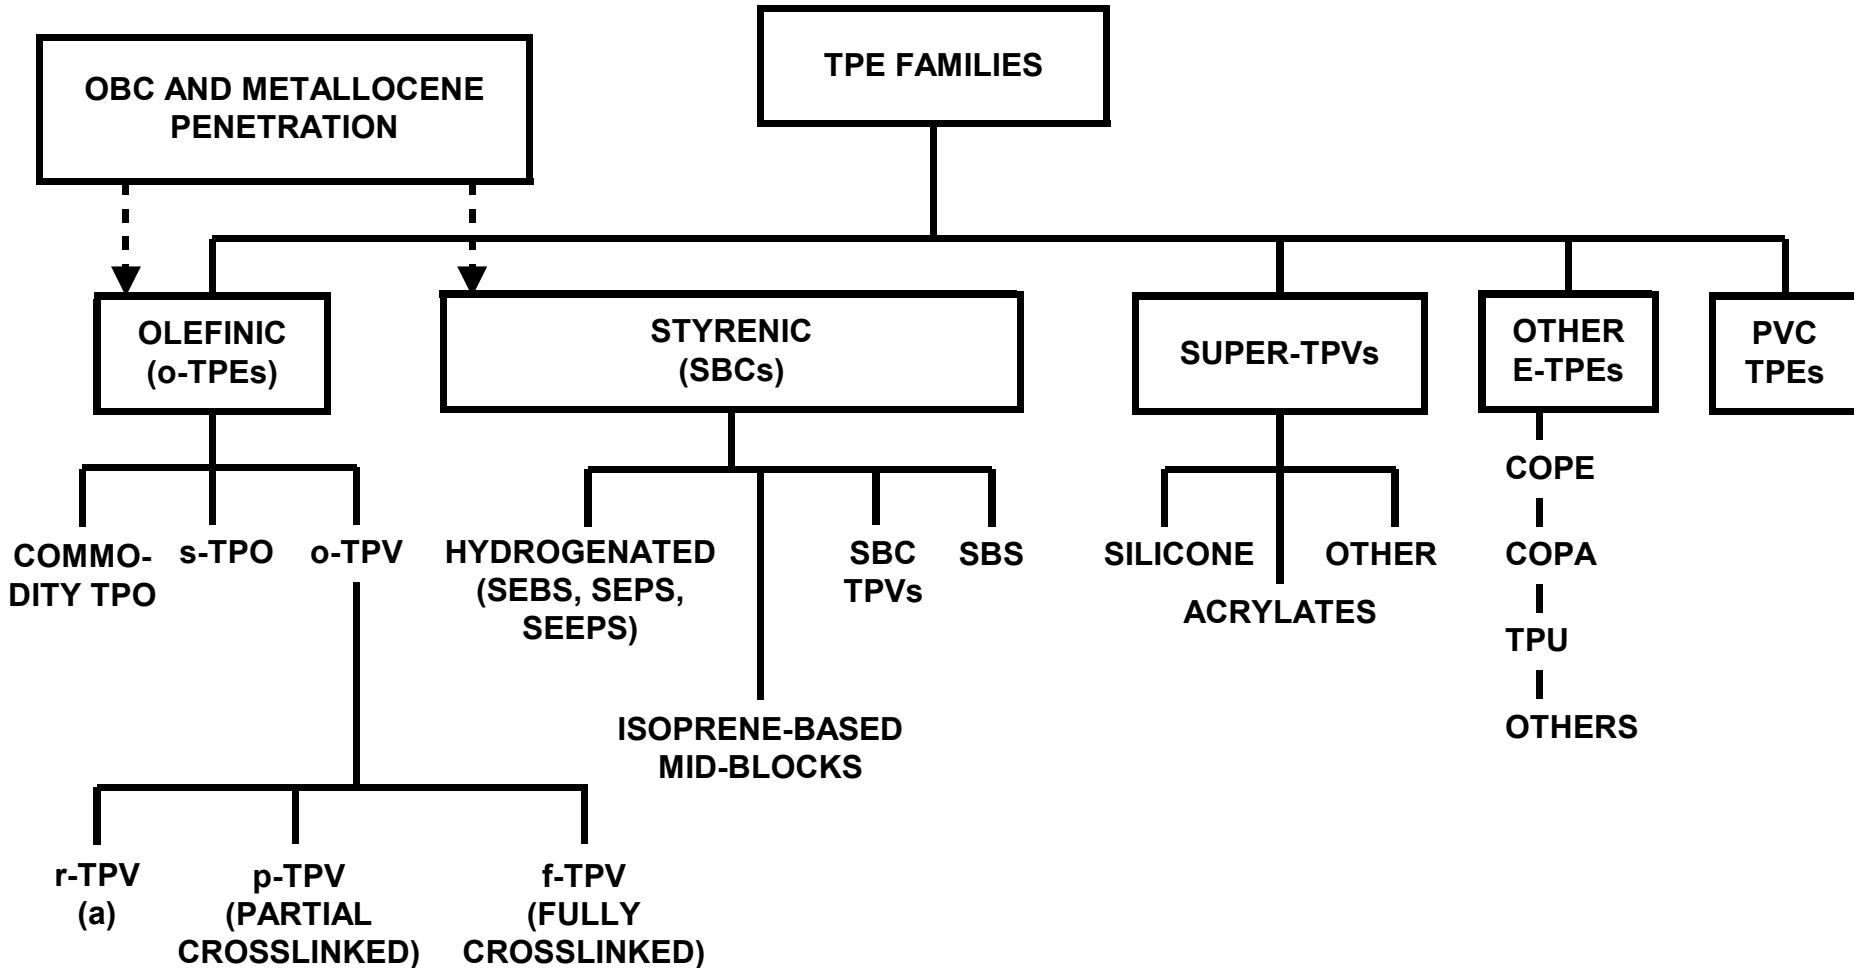 TPE FAMILIES
OBC AND METALLOCENE
PENETRATION
OLEFINIC
(o-TPEs)
STYRENIC
(SBCs)
SUPER-TPVs
OTHER
E-TPEs
PVC
TPEs
COMMO-
DITY TPO
s-TPO
o-TPV
HYDROGENATED
(SEBS, SEPS,
SEEPS)
ISOPRENE-BASED
MID-BLOCKS
SBC
TPVs
SBS
SILICONE
ACRYLATES
OTHER
COPE
COPA
TPU
OTHERS
r-TPV
(a)
p-TPV
(PARTIAL
CROSSLINKED)
f-TPV
(FULLY
CROSSLINKED)